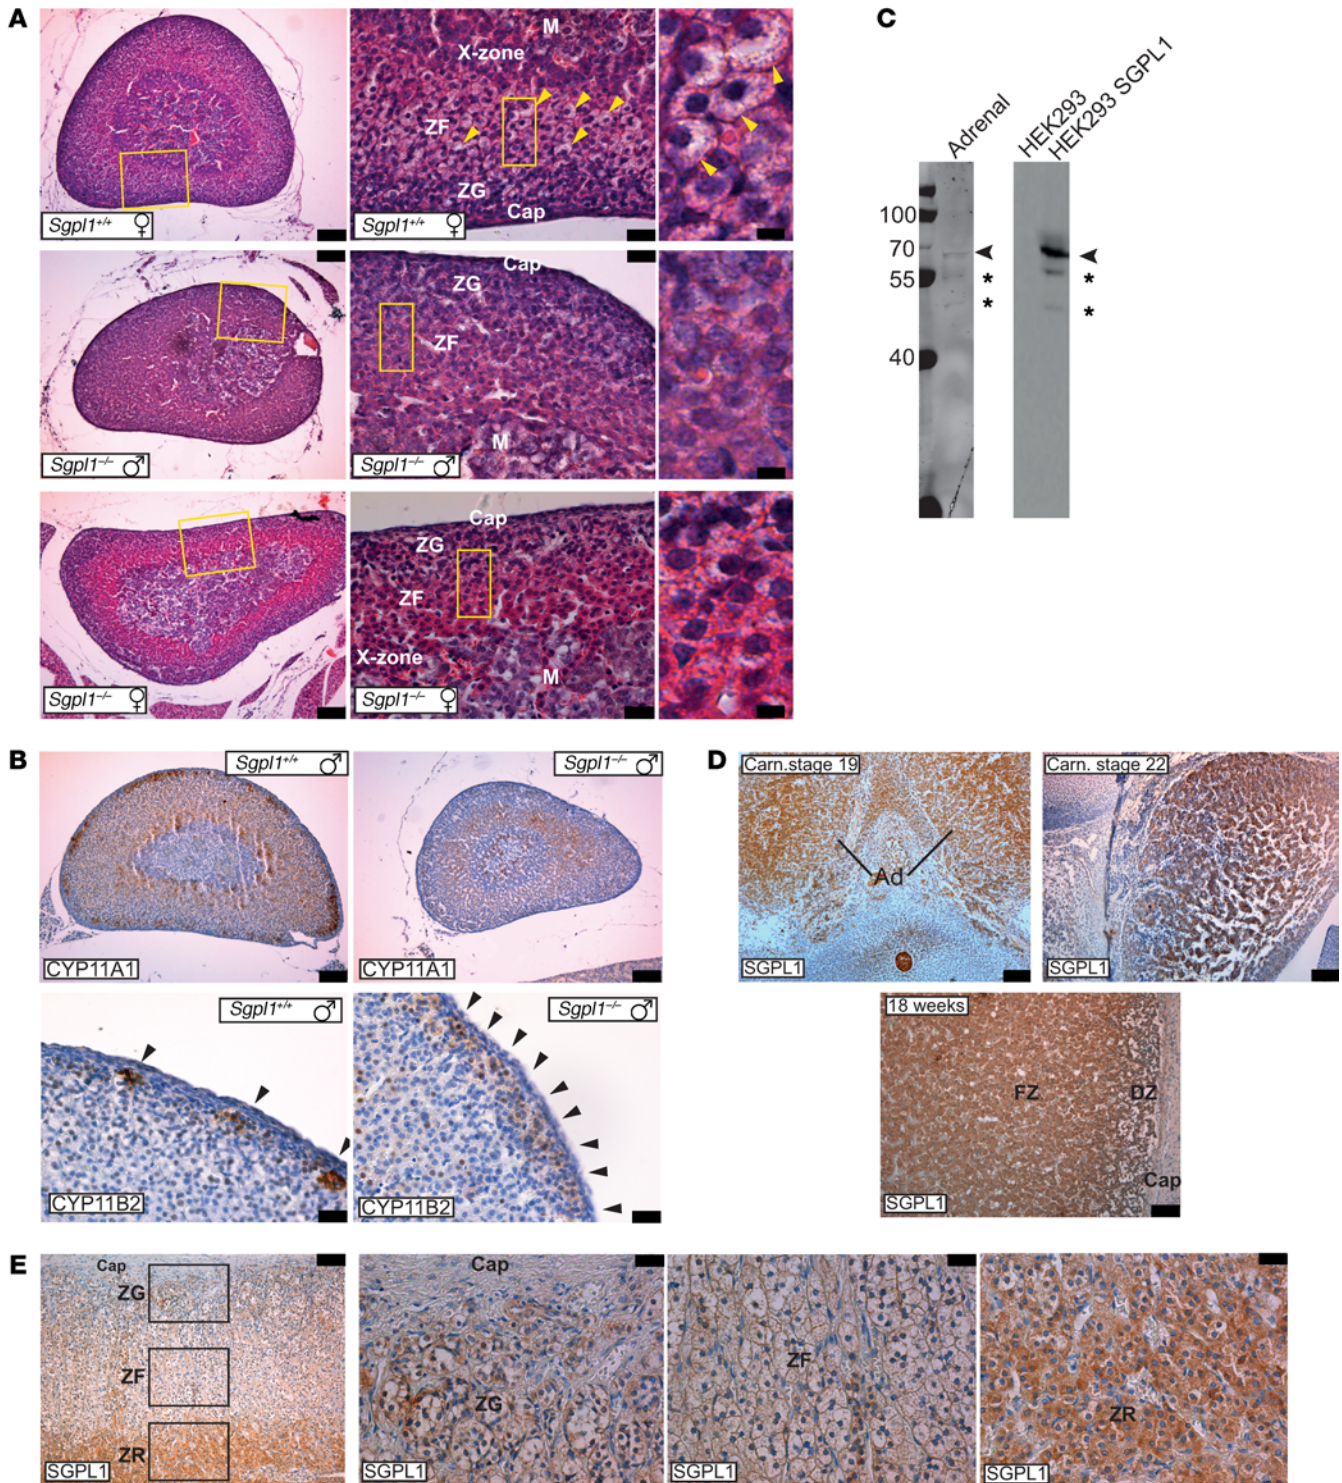 A
M
X-zone
ZF
ZG
Cap
Sgpl1+/+ ♀
Sgpl1+/+ ♀
Cap
ZG
ZF
M
Sgpl1−/− ♂
Sgpl1−/− ♂
Cap
ZG
ZF
X-zone
M
Sgpl1−/− ♀
Sgpl1−/− ♀
C
Adrenal
HEK293
HEK293 SGPL1
100
70
55
*
*
*
*
40
B
Sgpl1+/+ ♂
Sgpl1−/− ♂
CYP11A1
CYP11A1
Sgpl1+/+ ♂
Sgpl1−/− ♂
CYP11B2
CYP11B2
D
Carn.stage 19
Carn. stage 22
Ad
SGPL1
SGPL1
18 weeks
FZ
DZ
Cap
SGPL1
E
Cap
ZG
ZF
ZR
SGPL1
Cap
ZG
SGPL1
ZF
SGPL1
ZR
SGPL1